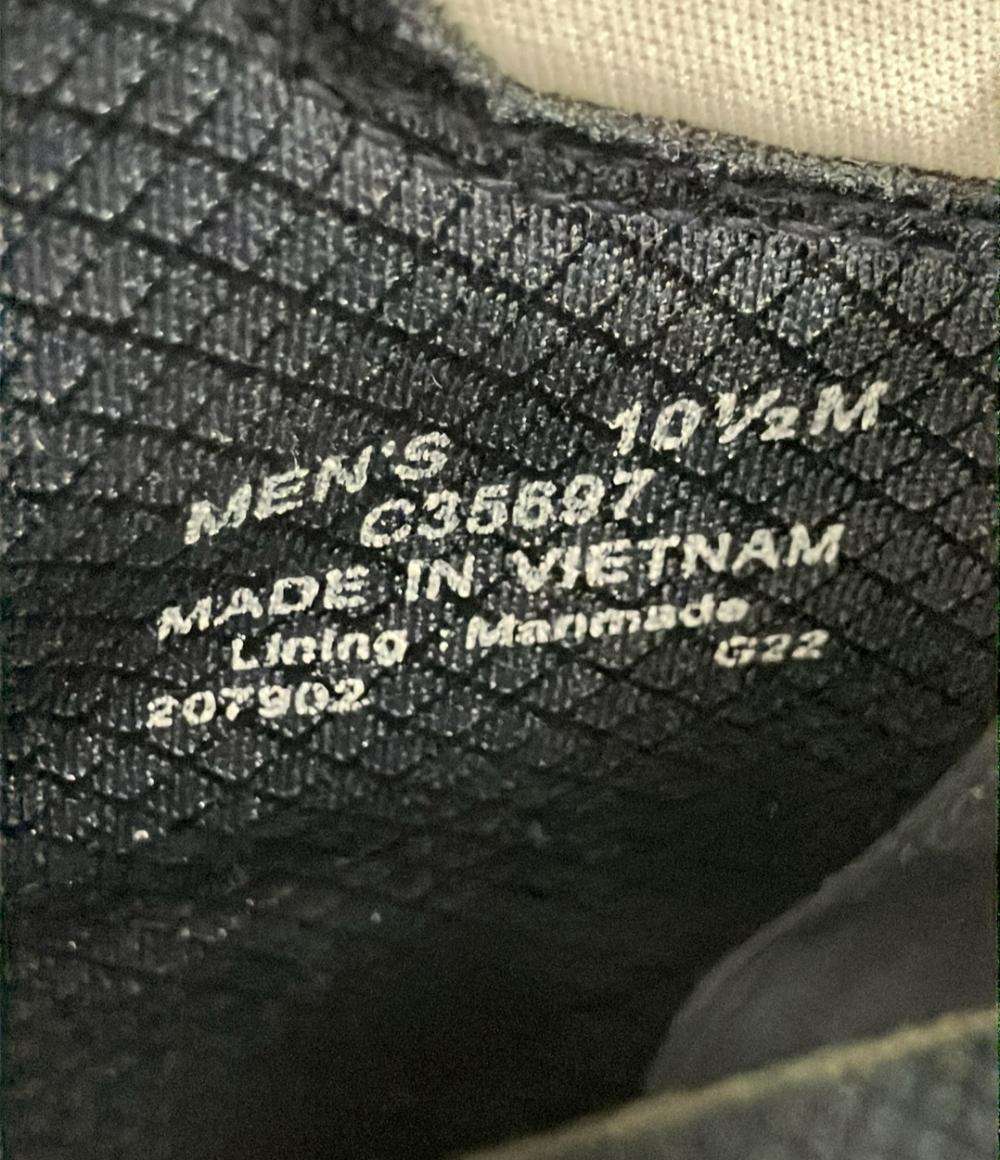 MEN'S 10½M
C35697
MADE IN VIETNAM
Lining : Manmade
207902 G22